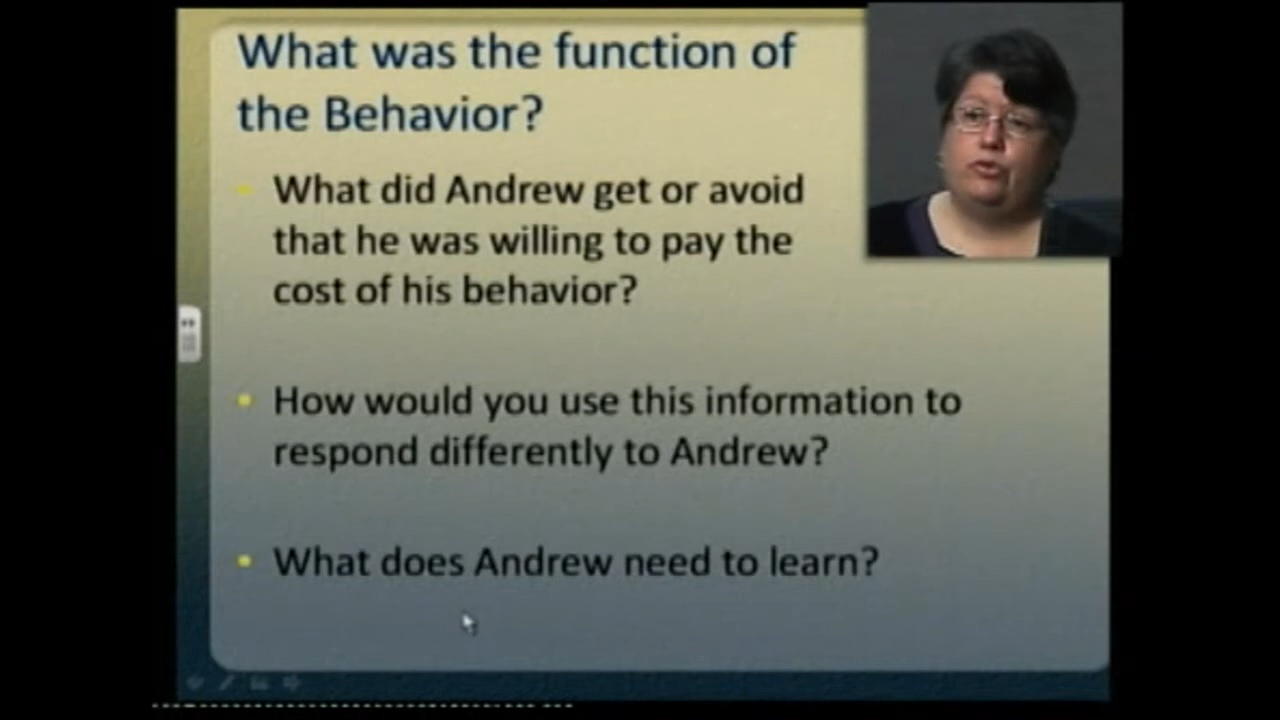 What was the function of
the Behavior?
What did Andrew get or avoid
that he was willing to pay the
cost of his behavior?
How would you use this information to
respond differently to Andrew?
What does Andrew need to learn?